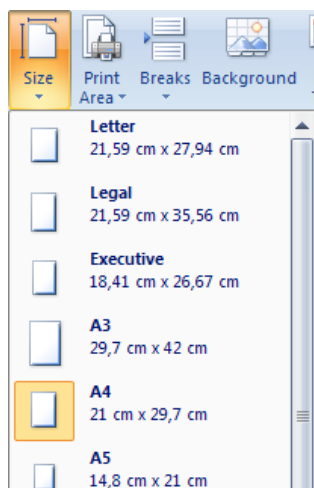 Size Print Area Breaks Background
Letter
21,59 cm x 27,94 cm
Legal
21,59 cm x 35,56 cm
Executive
18,41 cm x 26,67 cm
A3
29,7 cm x 42 cm
A4
21 cm x 29,7 cm
A5
14,8 cm x 21 cm